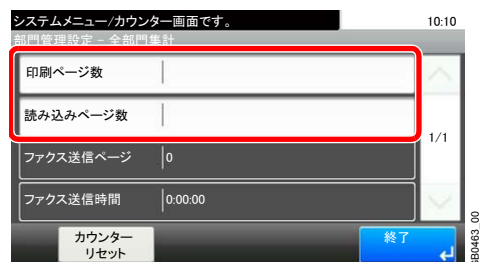 システムメニュー/カウンター画面です。
10:10
部門管理設定 - 全部門集計
印刷ページ数
読み込みページ数
1/1
ファクス送信ページ 0
ファクス送信時間 0:00:00
カウンター
リセット
終了
GB0463_00